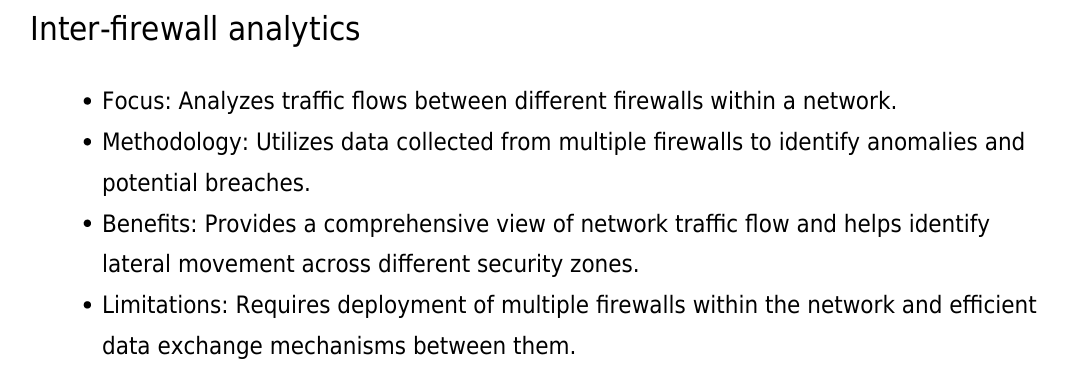 Inter-firewall analytics
• Focus: Analyzes traffic flows between different firewalls within a network.
• Methodology: Utilizes data collected from multiple firewalls to identify anomalies and
potential breaches.
• Benefits: Provides a comprehensive view of network traffic flow and helps identify
lateral movement across different security zones.
• Limitations: Requires deployment of multiple firewalls within the network and efficient
data exchange mechanisms between them.